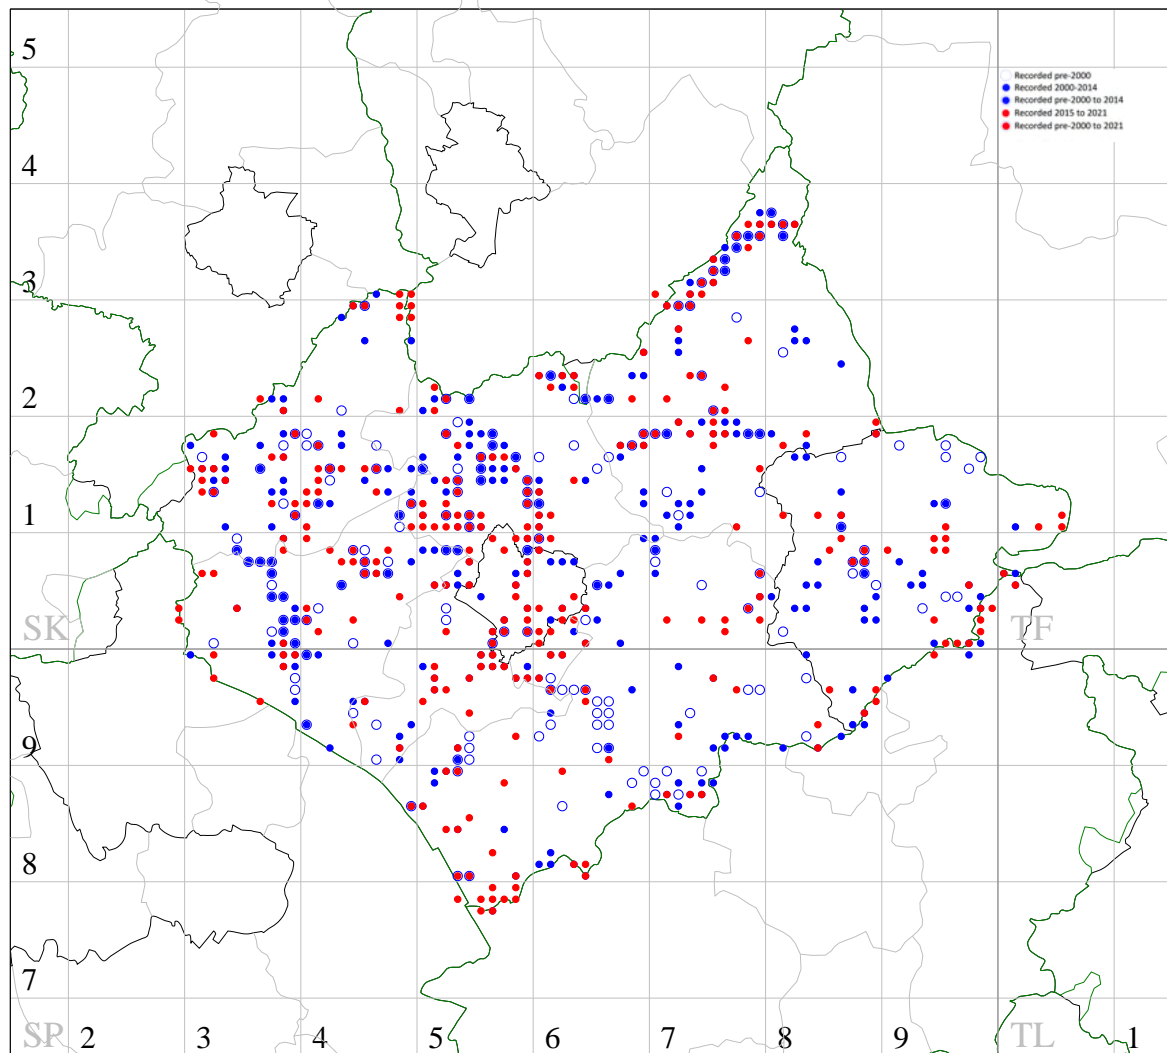 5
Recorded pre-2000
Recorded 2000-2014
Recorded pre-2000 to 2014
Recorded 2015 to 2021
Recorded pre-2000 to 2021
4
3
2
1
SK
TF
9
8
7
SP 2 3 4 5 6 7 8 9 TL 1